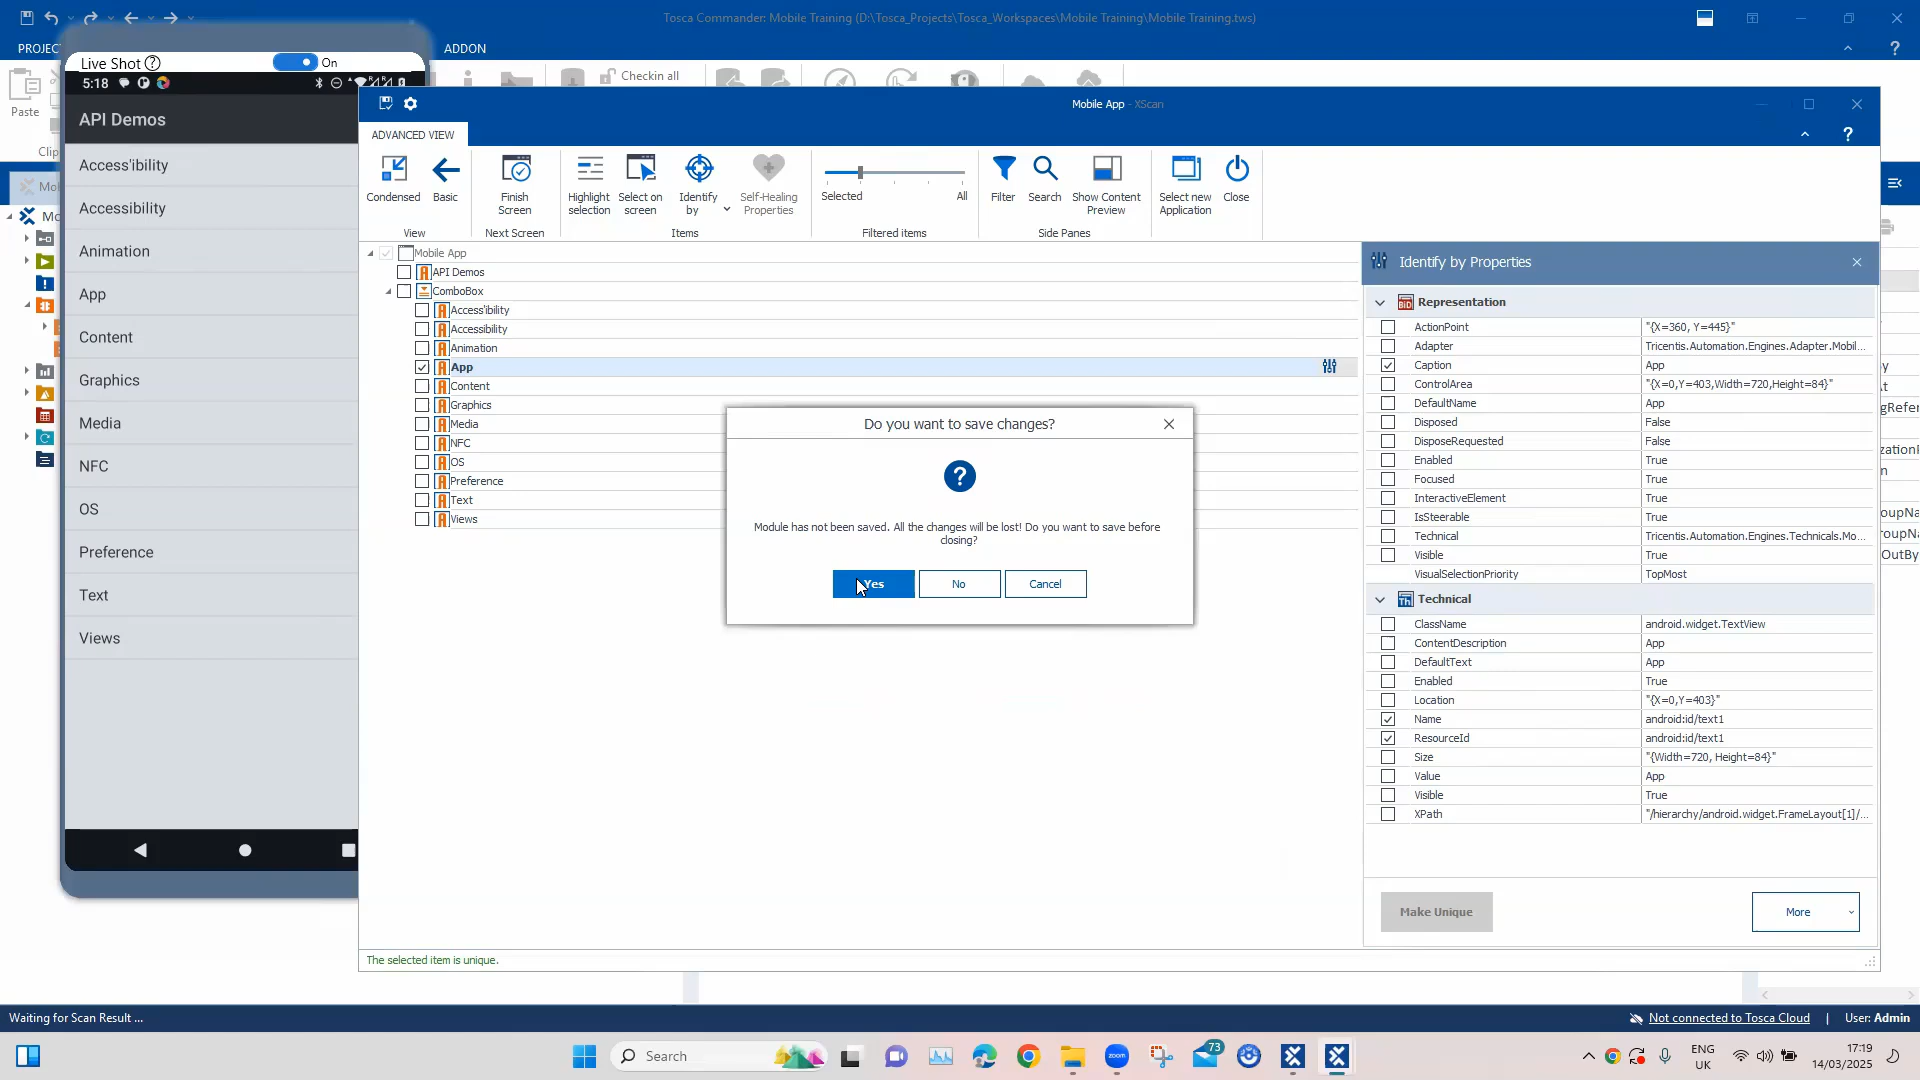 Tosca Commander: Mobile Training (D:\Tosca_Projects\Tosca_Workspaces\Mobile Training\Mobile Training.tws)
PROJEC
ADDON
Live Shot
On
Checkin all
Paste
5:18
API Demos
Access'ibility
Accessibility
Animation
App
Content
Graphics
Media
NFC
OS
Preference
Text
Views
Mobile App - XScan
ADVANCED VIEW
Condensed
Basic
View
Finish Screen
Next Screen
Highlight selection
Select on screen
Identify by
Self-Healing Properties
Items
Selected
All
Filtered items
Filter
Search
Show Content Preview
Side Panes
Select new Application
Close
Mobile App
API Demos
ComboBox
Access'ibility
Accessibility
Animation
App
Content
Graphics
Media
NFC
OS
Preference
Text
Views
Do you want to save changes?
Module has not been saved. All the changes will be lost! Do you want to save before
closing?
Yes
No
Cancel
Identify by Properties
Representation
ActionPoint "{X=360, Y=445}"
Adapter Tricentis.Automation.Engines.Adapter.Mobil...
Caption App
ControlArea "{X=0,Y=403,Width=720,Height=84}"
DefaultName App
Disposed False
DisposeRequested False
Enabled True
Focused True
InteractiveElement True
IsSteerable True
Technical Tricentis.Automation.Engines.Technicals.Mo...
Visible True
VisualSelectionPriority TopMost
Technical
ClassName android.widget.TextView
ContentDescription App
DefaultText App
Enabled True
Location "{X=0,Y=403}"
Name android:id/text1
ResourceId android:id/text1
Size "{Width=720, Height=84}"
Value App
Visible True
XPath "/hierarchy/android.widget.FrameLayout[1]/...
Make Unique
More
The selected item is unique.
Waiting for Scan Result ...
Not connected to Tosca Cloud | User: Admin
Search
zoom
73
ENG
UK
17:19
14/03/2025